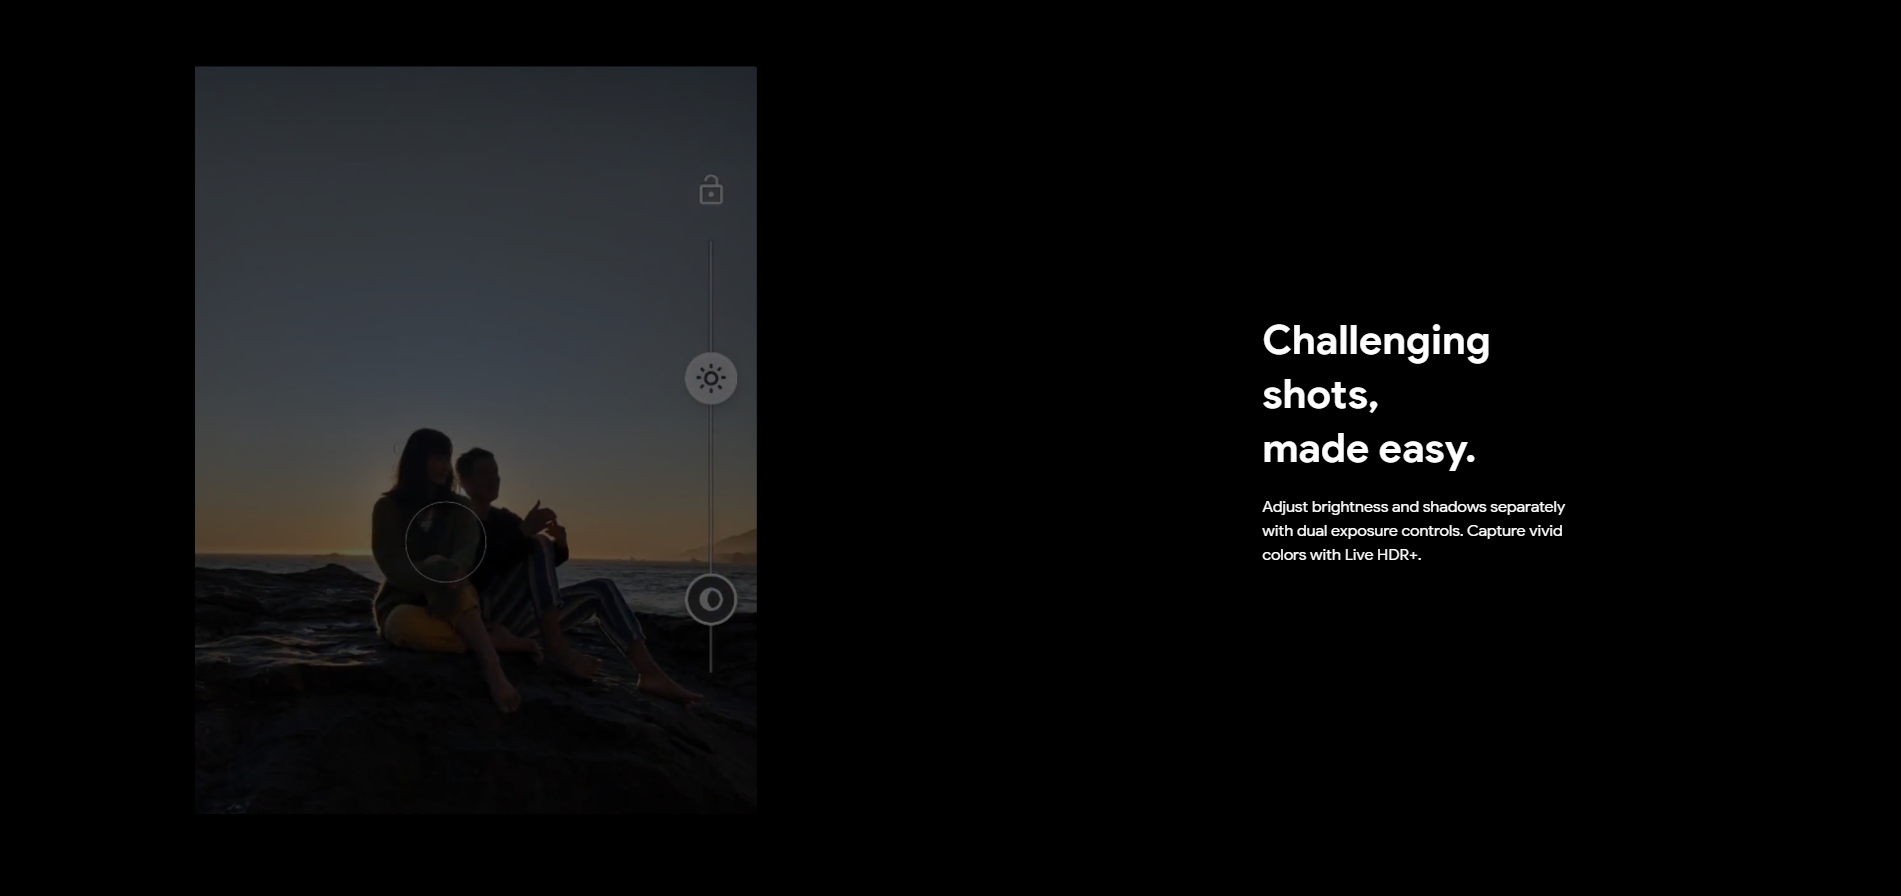 Challenging
shots,
made easy.
Adjust brightness and shadows separately
with dual exposure controls. Capture vivid
colors with Live HDR+.